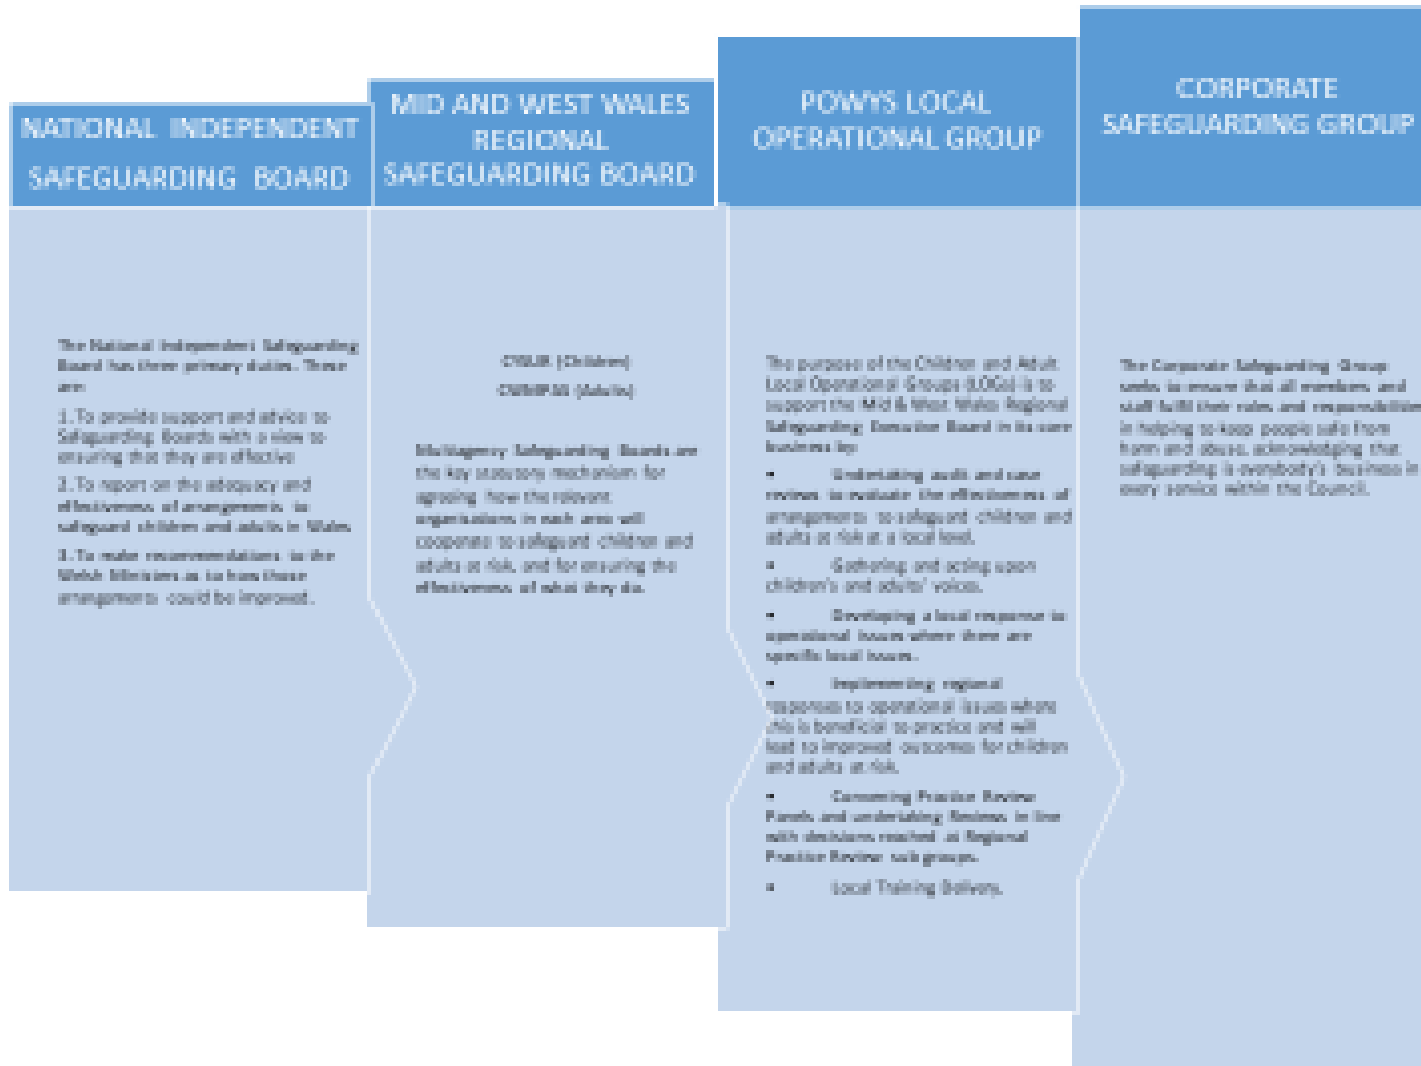 NATIONAL INDEPENDENT
SAFEGUARDING BOARD
The National Independent Safeguarding
Board has three primary duties. These
are:
1. To provide support and advice to
Safeguarding Boards with a view to
ensuring that they are effective
2. To report on the adequacy and
effectiveness of arrangements to
safeguard children and adults in Wales
3. To make recommendations to the
Welsh Ministers as to how those
arrangements could be improved.
MID AND WEST WALES
REGIONAL
SAFEGUARDING BOARD
CYSUR (Children)
CWMPAS (Adults)
Multiagency Safeguarding Boards are
the key statutory mechanism for
agreeing how the relevant
organisations in each area will
cooperate to safeguard children and
adults at risk, and for ensuring the
effectiveness of what they do.
POWYS LOCAL
OPERATIONAL GROUP
The purpose of the Children and Adult
Local Operational Groups (LOGs) is to
support the Mid & West Wales Regional
Safeguarding Executive Board in its core
business by:
• Undertaking audit and case
reviews to evaluate the effectiveness of
arrangements to safeguard children and
adults at risk at a local level.
• Gathering and acting upon
children's and adults' voices.
• Developing a local response to
operational issues where there are
specific local issues.
• Implementing regional
responses to operational issues where
this is beneficial to practice and will
lead to improved outcomes for children
and adults at risk.
• Convening Practice Review
Panels and undertaking Reviews in line
with decisions reached at Regional
Practice Review sub groups.
• Local Training Delivery.
CORPORATE
SAFEGUARDING GROUP
The Corporate Safeguarding Group
seeks to ensure that all members and
staff fulfil their roles and responsibilities
in helping to keep people safe from
harm and abuse, acknowledging that
safeguarding is everybody's business in
every service within the Council.